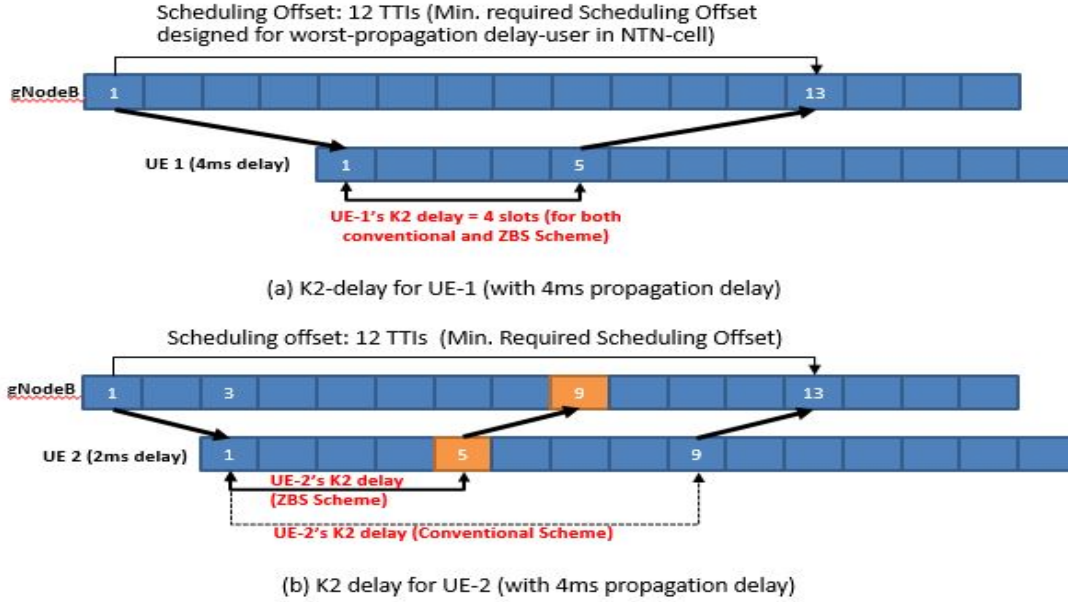 Scheduling Offset: 12 TTIs (Min. required Scheduling Offset
designed for worst-propagation delay-user in NTN-cell)
gNodeB 1 13
UE 1 (4ms delay) 1 5
UE-1's K2 delay = 4 slots (for both
conventional and ZBS Scheme)
(a) K2-delay for UE-1 (with 4ms propagation delay)
Scheduling offset: 12 TTIs (Min. Required Scheduling Offset)
gNodeB 1 3 9 13
UE 2 (2ms delay) 1 5 9
UE-2's K2 delay
(ZBS Scheme)
UE-2's K2 delay (Conventional Scheme)
(b) K2 delay for UE-2 (with 4ms propagation delay)